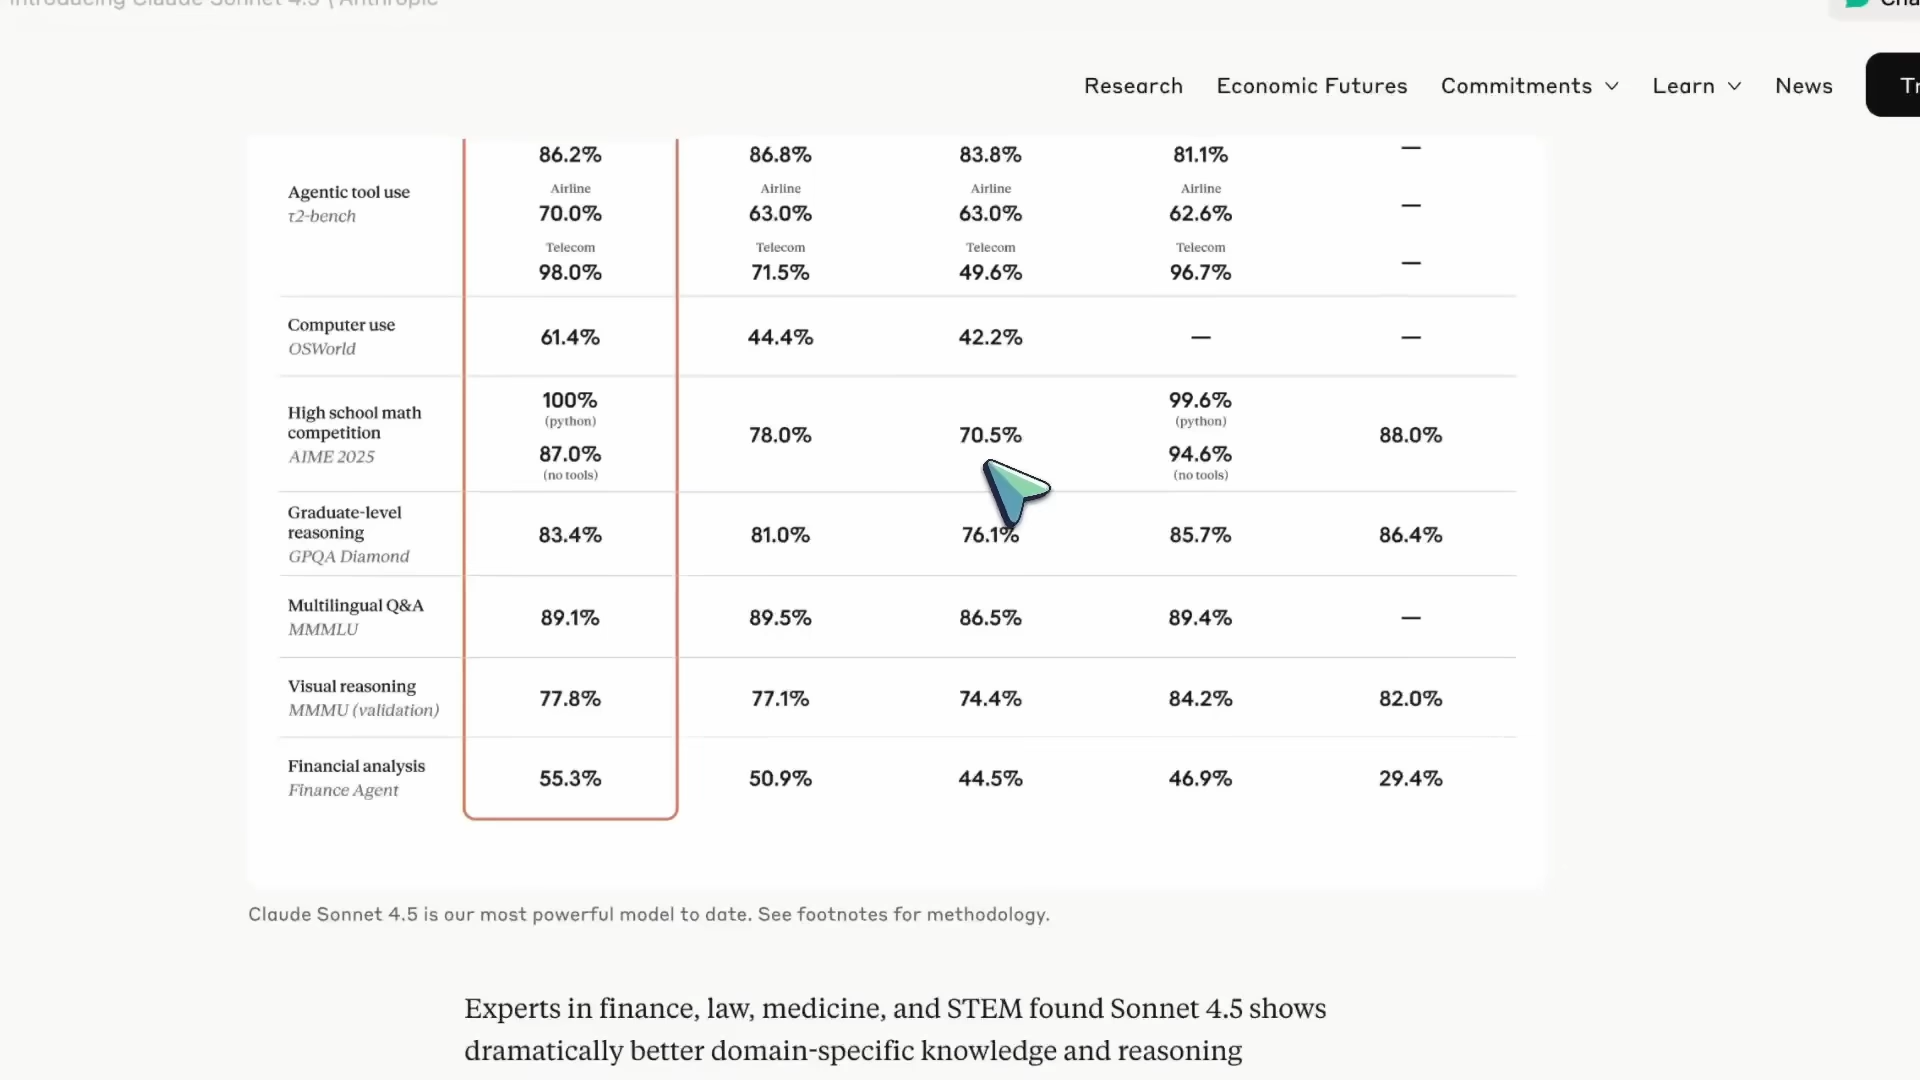 Introducing Claude Sonnet 4.5 \ Anthropic
Research Economic Futures Commitments Learn News
86.2% 86.8% 83.8% 81.1% —
Agentic tool use
τ2-bench
Airline Airline Airline Airline
70.0% 63.0% 63.0% 62.6% —
Telecom Telecom Telecom Telecom
98.0% 71.5% 49.6% 96.7% —
Computer use
OSWorld
61.4% 44.4% 42.2% — —
High school math
competition
AIME 2025
100% 99.6%
(python) (python)
78.0% 70.5% 88.0%
87.0% 94.6%
(no tools) (no tools)
Graduate-level
reasoning
GPQA Diamond
83.4% 81.0% 76.1% 85.7% 86.4%
Multilingual Q&A
MMMLU
89.1% 89.5% 86.5% 89.4% —
Visual reasoning
MMMU (validation)
77.8% 77.1% 74.4% 84.2% 82.0%
Financial analysis
Finance Agent
55.3% 50.9% 44.5% 46.9% 29.4%
Claude Sonnet 4.5 is our most powerful model to date. See footnotes for methodology.
Experts in finance, law, medicine, and STEM found Sonnet 4.5 shows
dramatically better domain-specific knowledge and reasoning